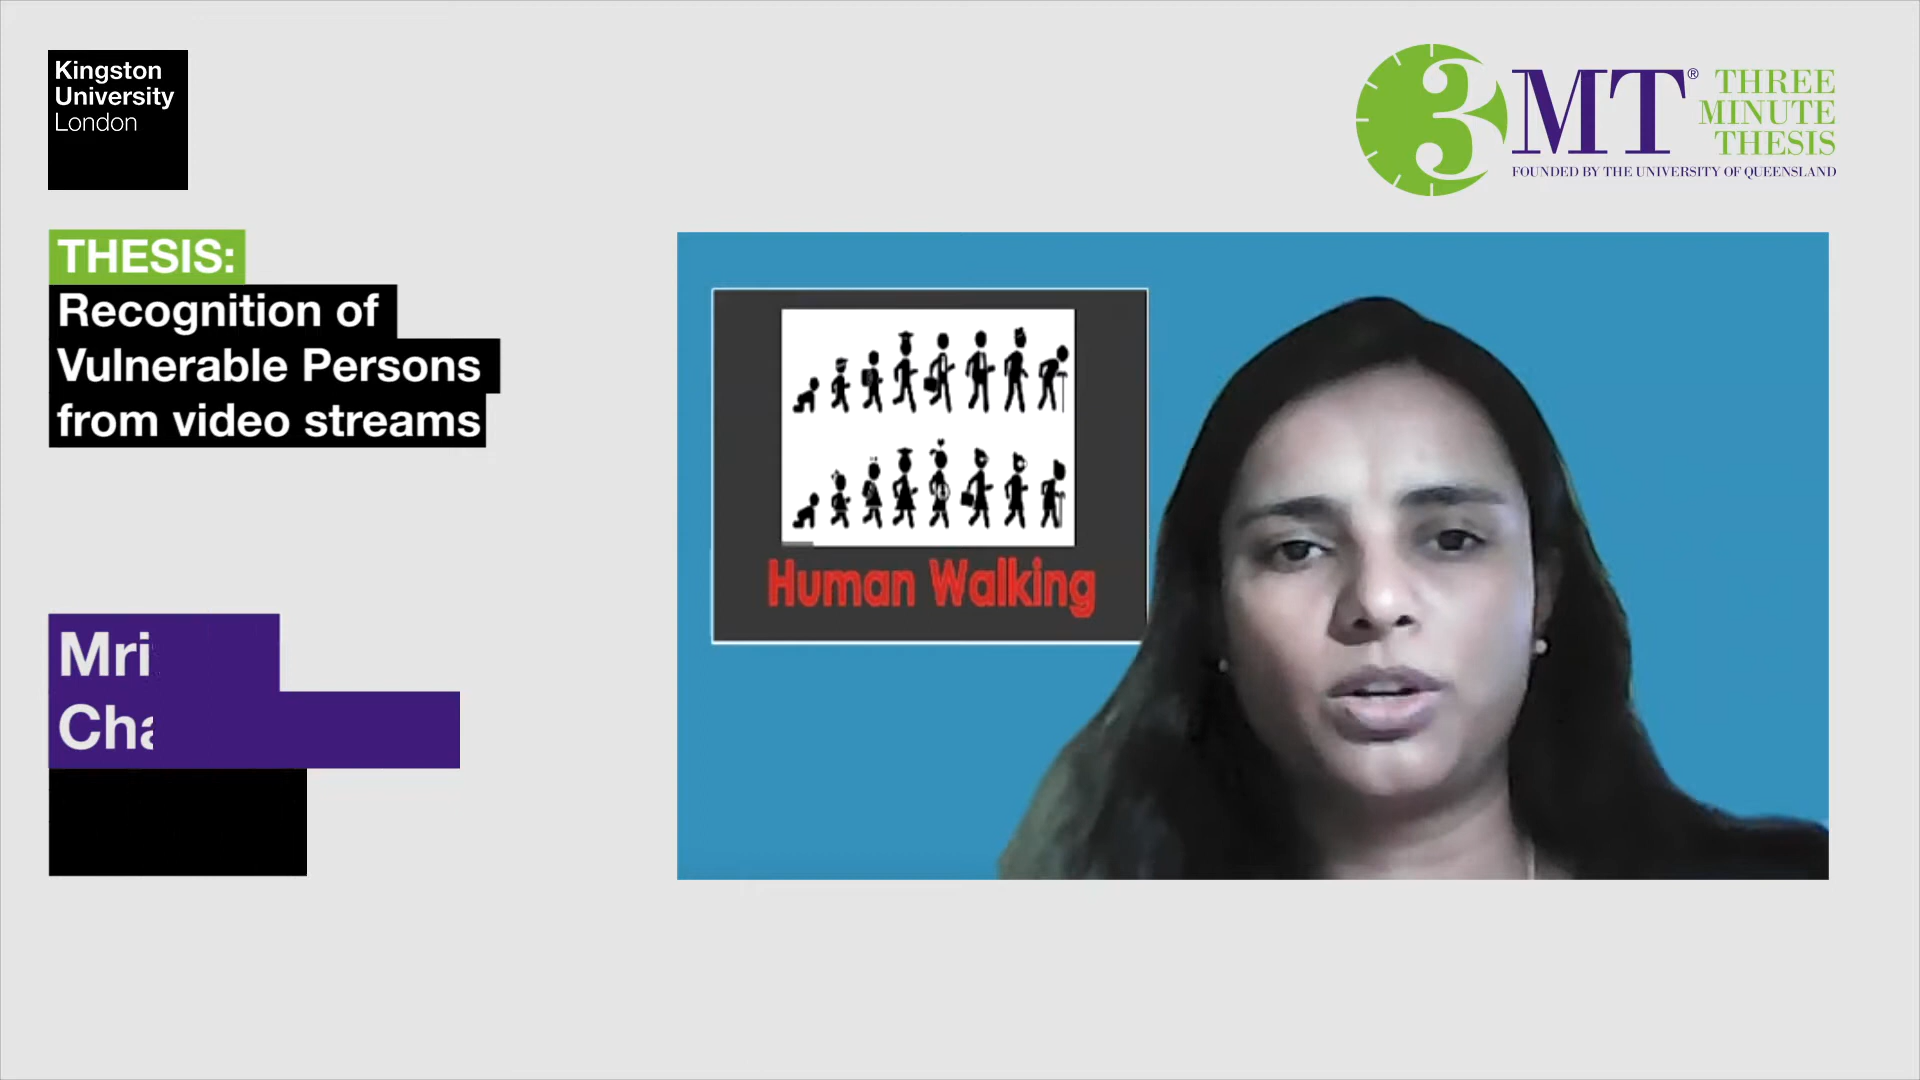 Kingston
University
London
3MT® THREE
MINUTE
THESIS
FOUNDED BY THE UNIVERSITY OF QUEENSLAND
THESIS:
Recognition of
Vulnerable Persons
from video streams
Human Walking
Mri
Cha